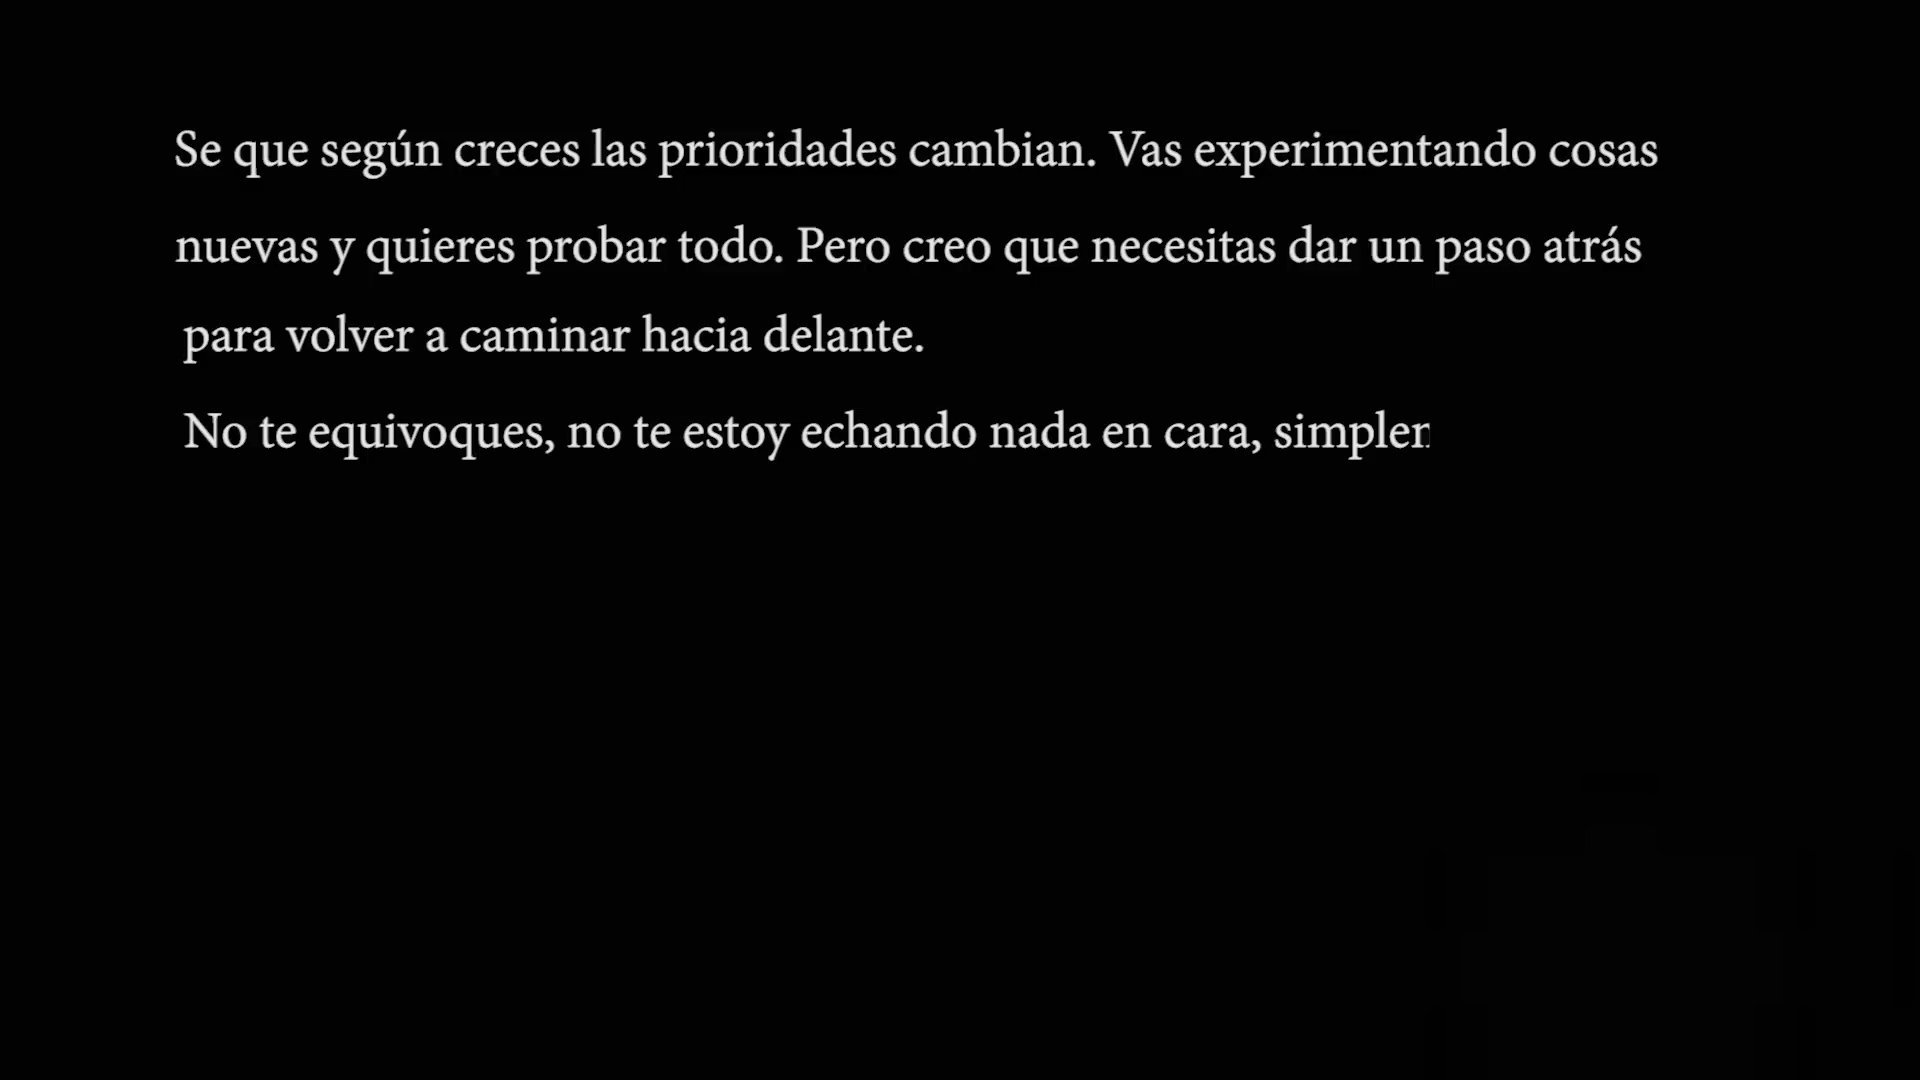 Se que según creces las prioridades cambian. Vas experimentando cosas
nuevas y quieres probar todo. Pero creo que necesitas dar un paso atrás
para volver a caminar hacia delante.
No te equivoques, no te estoy echando nada en cara, simplem